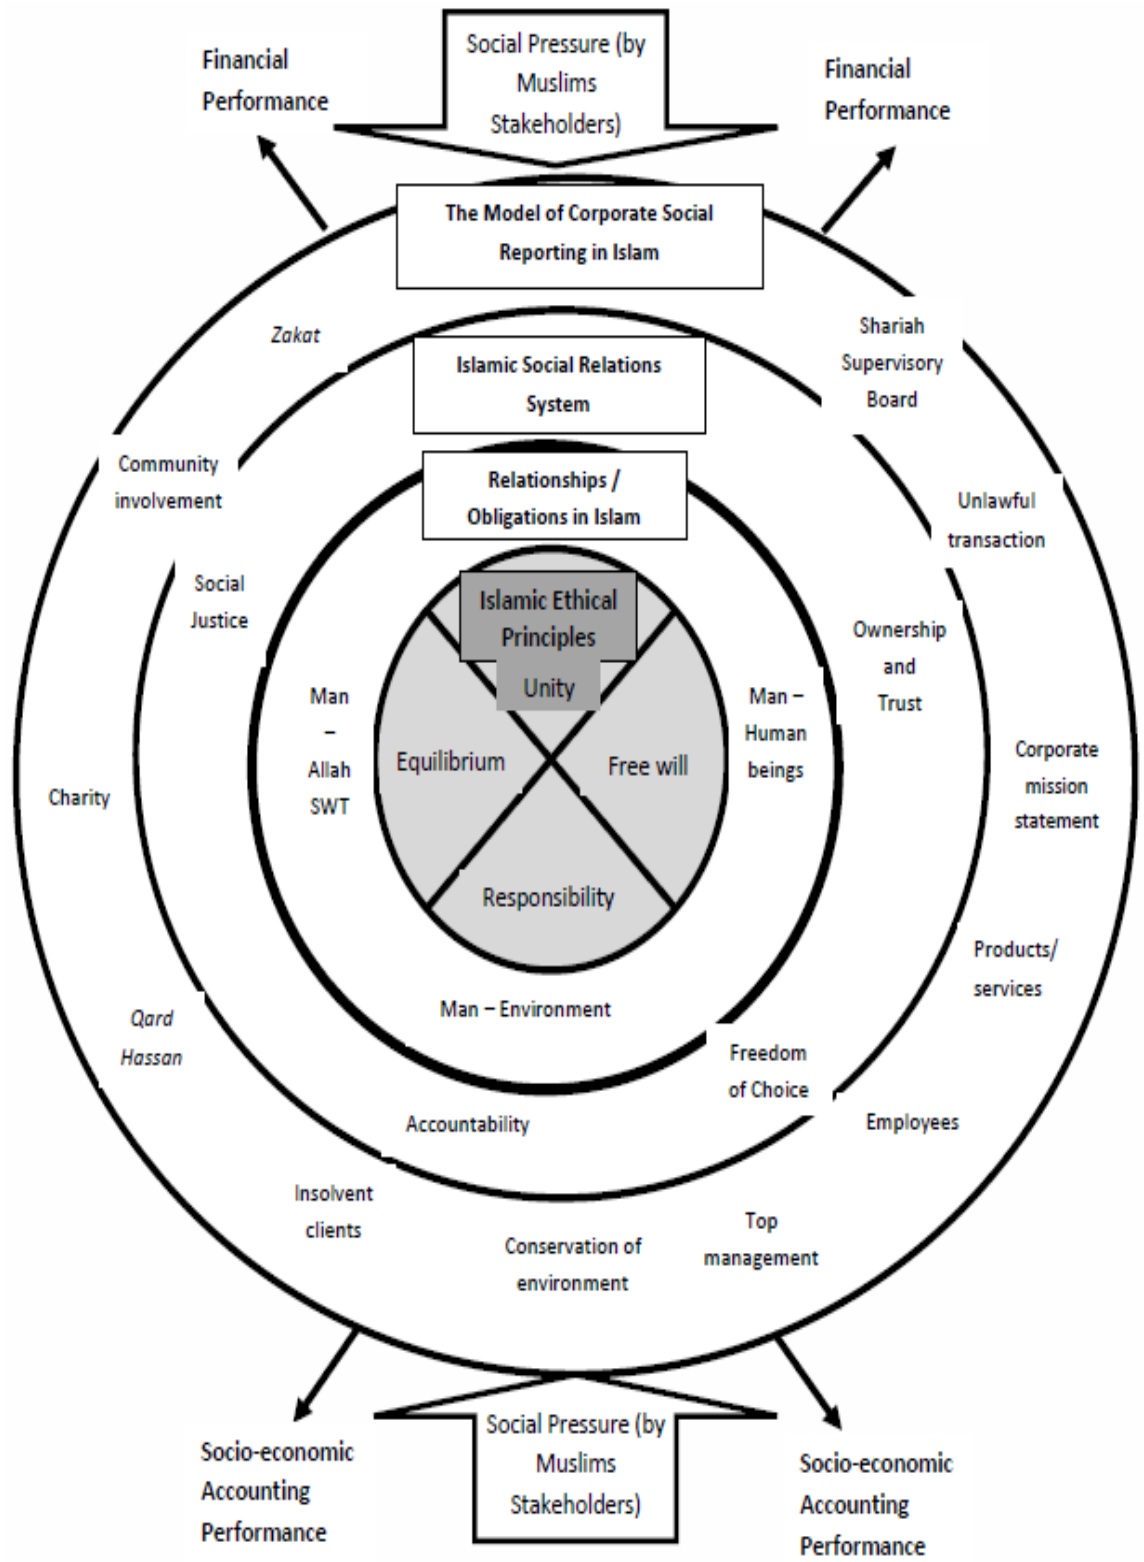 Social Pressure (by
Muslims
Stakeholders)
Financial
Performance
Financial
Performance
The Model of Corporate Social
Reporting in Islam
Zakat
Shariah
Supervisory
Board
Islamic Social Relations
System
Community
involvement
Relationships /
Obligations in Islam
Unlawful
transaction
Social
Justice
Islamic Ethical
Principles
Unity
Ownership
and
Trust
Man
–
Allah
SWT
Equilibrium
Free will
Man –
Human
beings
Charity
Corporate
mission
statement
Responsibility
Products/
services
Man – Environment
Qard
Hassan
Freedom
of Choice
Accountability
Employees
Insolvent
clients
Conservation of
environment
Top
management
Social Pressure (by
Muslims
Stakeholders)
Socio-economic
Accounting
Performance
Socio-economic
Accounting
Performance